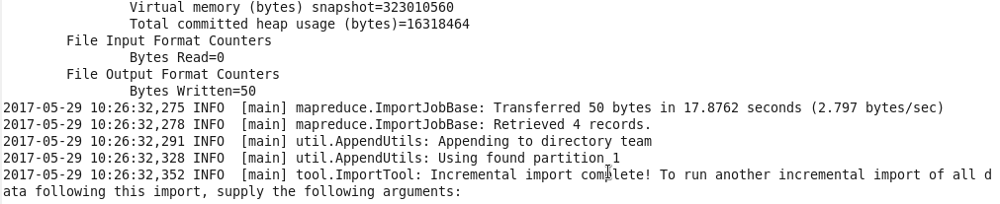 Virtual memory (bytes) snapshot=323010560
Total committed heap usage (bytes)=16318464
File Input Format Counters
Bytes Read=0
File Output Format Counters
Bytes Written=50
2017-05-29 10:26:32,275 INFO  [main] mapreduce.ImportJobBase: Transferred 50 bytes in 17.8762 seconds (2.797 bytes/sec)
2017-05-29 10:26:32,278 INFO  [main] mapreduce.ImportJobBase: Retrieved 4 records.
2017-05-29 10:26:32,291 INFO  [main] util.AppendUtils: Appending to directory team
2017-05-29 10:26:32,328 INFO  [main] util.AppendUtils: Using found partition 1
2017-05-29 10:26:32,352 INFO  [main] tool.ImportTool: Incremental import complete! To run another incremental import of all d
ata following this import, supply the following arguments: